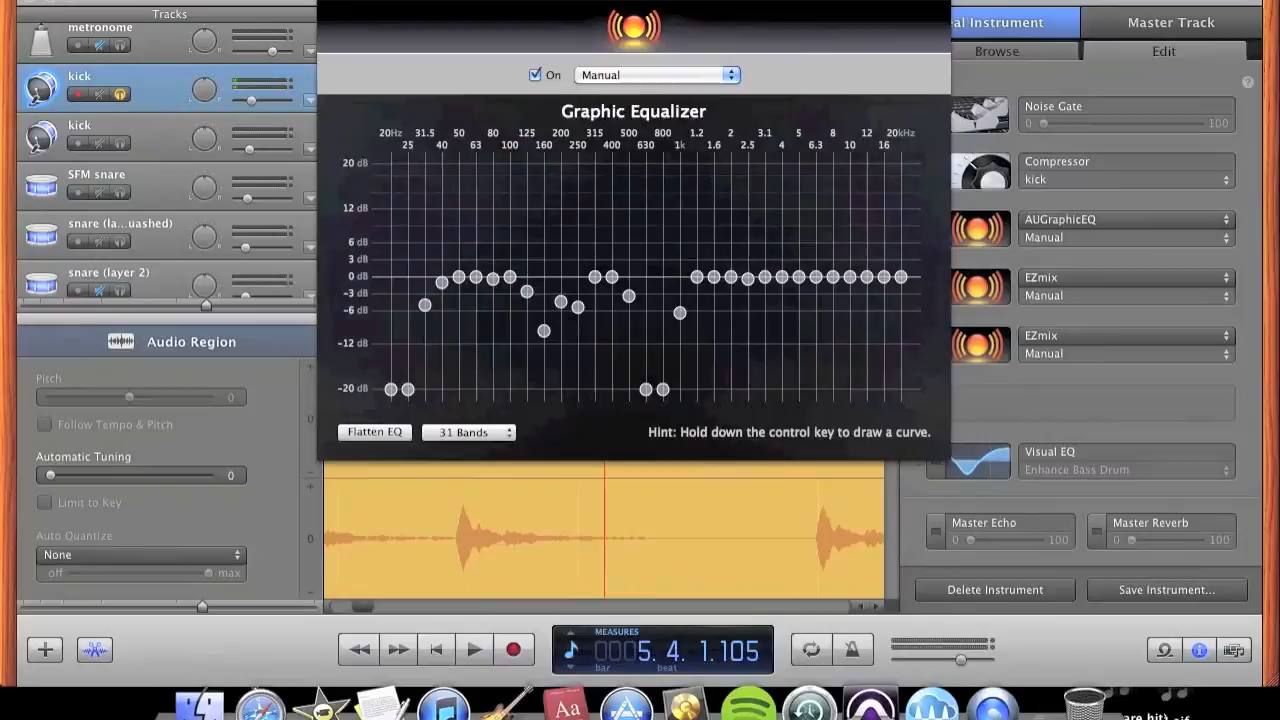 Tracks
metronome
kick
kick
SFM snare
snare (la...uashed)
snare (layer 2)
L R
Audio Region
Pitch
0
Follow Tempo & Pitch
Automatic Tuning
0
Limit to Key
Auto Quantize
None
off max
On
Manual
Graphic Equalizer
20Hz 31.5 50 80 125 200 315 500 800 1.2 2 3.1 5 8 12 20kHz
25 40 63 100 160 250 400 630 1k 1.6 2.5 4 6.3 10 16
20 dB
12 dB
6 dB
3 dB
0 dB
-3 dB
-6 dB
-12 dB
-20 dB
Flatten EQ
31 Bands
Hint: Hold down the control key to draw a curve.
0
al Instrument
Master Track
Browse
Edit
Noise Gate
0 100
Compressor
kick
AUGraphicEQ
Manual
EZmix
Manual
EZmix
Manual
Visual EQ
Enhance Bass Drum
Master Echo
0 100
Master Reverb
0 100
Delete Instrument
Save Instrument...
MEASURES
0005. 4. 1.105
bar beat
Aa
are hit)